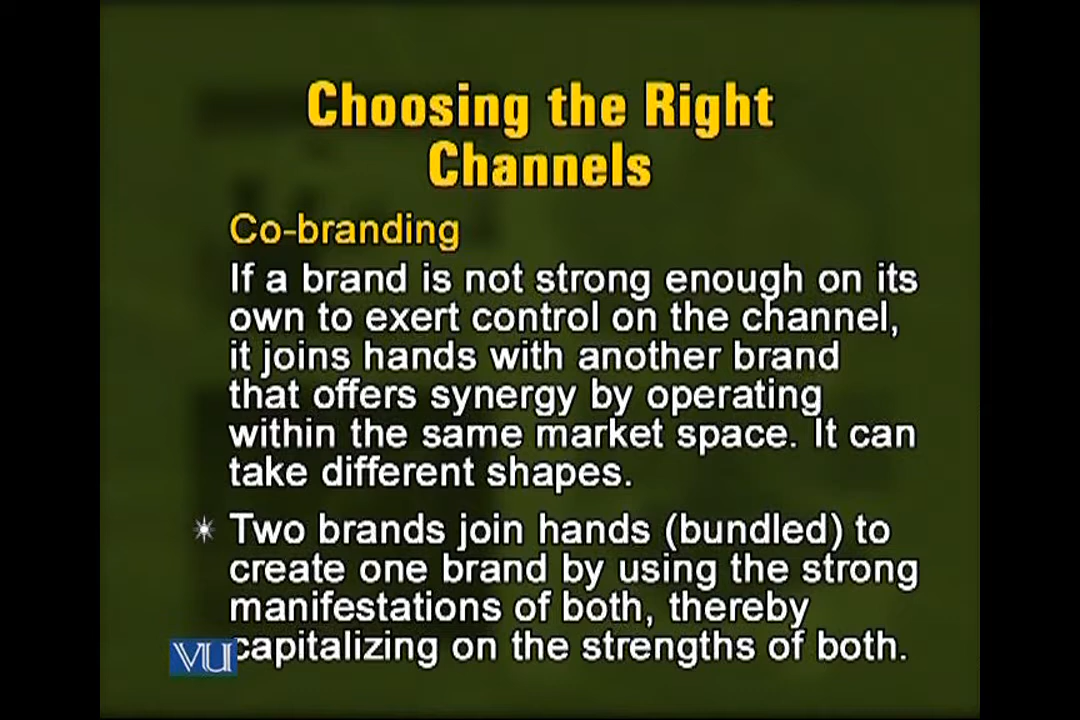 Choosing the Right
Channels
Co-branding
If a brand is not strong enough on its
own to exert control on the channel,
it joins hands with another brand
that offers synergy by operating
within the same market space. It can
take different shapes.
Two brands join hands (bundled) to
create one brand by using the strong
manifestations of both, thereby
capitalizing on the strengths of both.
VU